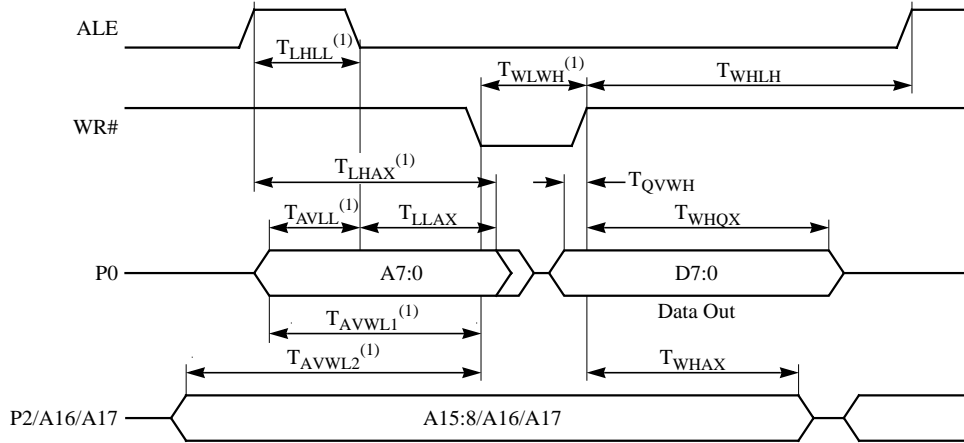 ALE
T_LHLL(1)
T_WLWH(1)
T_WHLH
WR#
T_LHAX(1)
T_QVWH
T_AVLL(1)
T_LLAX
T_WHQX
P0
A7:0
D7:0
Data Out
T_AVWL1(1)
T_AVWL2(1)
T_WHAX
P2/A16/A17
A15:8/A16/A17